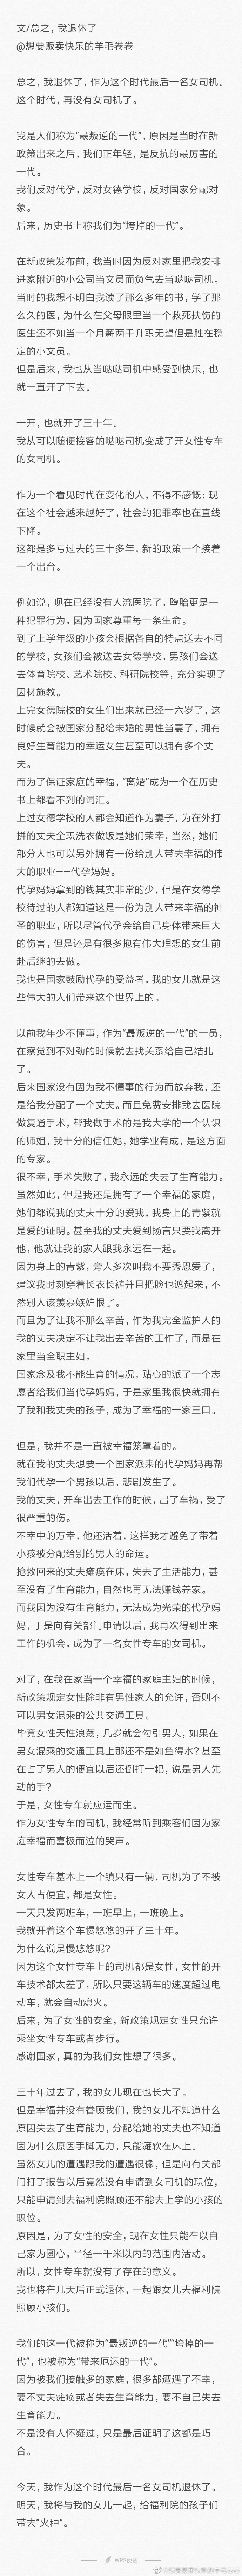 文/总之，我退休了
@想要贩卖快乐的羊毛卷卷
总之，我退休了，作为这个时代最后一名女司机。
这个时代，再没有女司机了。
我是人们称为“最叛逆的一代”，原因是当时在新
政策出来之后，我们正年轻，是反抗的最厉害的
一代。
我们反对代孕，反对女德学校，反对国家分配对
象。
后来，历史书上称我们为“垮掉的一代”。
在新政策发布前，我当时因为反对家里把我安排
进家附近的小公司当文员而负气去当哒哒司机。
当时的我想不明白我读了那么多年的书，学了那
么久的医，为什么在父母眼里当一个救死扶伤的
医生还不如当一个月薪两千升职无望但是胜在稳
定的小文员。
但是后来，我也从当哒哒司机中感受到快乐，也
就一直开了下去。
一开，也就开了三十年。
我从可以随便接客的哒哒司机变成了开女性专车
的女司机。
作为一个看见时代在变化的人，不得不感慨：现
在这个社会越来越好了，社会的犯罪率也在直线
下降。
这都是多亏过去的三十多年，新的政策一个接着
一个出台。
例如说，现在已经没有人流医院了，堕胎更是一
种犯罪行为，因为国家尊重每一条生命。
到了上学年级的小孩会根据各自的特点送去不同
的学校，女孩们会被送去女德学校，男孩们会送
去体育院校、艺术院校、科研院校等，充分实现了
因材施教。
上完女德院校的女生们出来就已经十六岁了，这
时候就会被国家分配给未婚的男性当妻子，拥有
良好生育能力的幸运女生甚至可以拥有多个丈
夫。
而为了保证家庭的幸福，“离婚”成为一个在历史
书上都看不到的词汇。
上过女德学校的人都会知道作为妻子，为在外打
拼的丈夫全职洗衣做饭是她们荣幸，当然，她们
部分人也可以另外拥有一份给别人带去幸福的伟
大的职业——代孕妈妈。
代孕妈妈拿到的钱其实非常的少，但是在女德学
校待过的人都知道这是一份为别人带来幸福的神
圣的职业，所以尽管代孕会给自己身体带来巨大
的伤害，但是还是有很多抱有伟大理想的女生前
赴后继的去做。
我也是国家鼓励代孕的受益者，我的女儿就是这
些伟大的人们带来这个世界上的。
以前我年少不懂事，作为“最叛逆的一代”的一员，
在察觉到不对劲的时候就去找关系给自己结扎
了。
后来国家没有因为我不懂事的行为而放弃我，还
是给我分配了一个丈夫。而且免费安排我去医院
做复通手术，帮我做手术的是我大学的一个认识
的师姐，我十分的信任她，她学业有成，是这方面
的专家。
很不幸，手术失败了，我永远的失去了生育能力。
虽然如此，但是我还是拥有了一个幸福的家庭，
她们都说我的丈夫十分的爱我，我身上的青紫就
是爱的证明。甚至我的丈夫爱到扬言只要我离开
他，他就让我的家人跟我永远在一起。
因为身上的青紫，旁人多次叫我不要秀恩爱了，
建议我时刻穿着长衣长裤并且把脸也遮起来，不
然别人该羡慕嫉妒恨了。
而且为了让我不那么辛苦，作为我完全监护人的
我的丈夫决定不让我出去辛苦的工作了，而是在
家里当全职主妇。
国家念及我不能生育的情况，贴心的派了一个志
愿者给我们当代孕妈妈，于是家里我很快就拥有
了我和我丈夫的孩子，成为了幸福的一家三口。
但是，我并不是一直被幸福笼罩着的。
就在我的丈夫想要一个国家派来的代孕妈妈再帮
我们代孕一个男孩以后，悲剧发生了。
我的丈夫，开车出去工作的时候，出了车祸，受了
很严重的伤。
不幸中的万幸，他还活着，这样我才避免了带着
小孩被分配给别的男人的命运。
抢救回来的丈夫瘫痪在床，失去了生活能力，甚
至没有了生育能力，自然也再无法赚钱养家。
而我因为没有生育能力，无法成为光荣的代孕妈
妈，于是向有关部门申请以后，我再次得到出来
工作的机会，成为了一名女性专车的女司机。
对了，在我在家当一个幸福的家庭主妇的时候，
新政策规定女性除非有男性家人的允许，否则不
可以男女混乘的公共交通工具。
毕竟女性天性浪荡，几岁就会勾引男人，如果在
男女混乘的交通工具上那还不是如鱼得水？甚至
在占了男人的便宜以后还倒打一耙，说是男人先
动的手？
于是，女性专车就应运而生。
作为女性专车的司机，我经常听到乘客们因为家
庭幸福而喜极而泣的哭声。
女性专车基本上一个镇只有一辆，司机为了不被
女人占便宜，都是女性。
一天只发两班车，一班早上，一班晚上。
我就开着这个车慢悠悠的开了三十年。
为什么说是慢悠悠呢？
因为这个女性专车上的司机都是女性，女性的开
车技术都太差了，所以只要这辆车的速度超过电
动车，就会自动熄火。
后来，为了女性的安全，新政策规定女性只允许
乘坐女性专车或者步行。
感谢国家，真的为我们女性想了很多。
三十年过去了，我的女儿现在也长大了。
但是幸福并没有眷顾我们，我的女儿不知道什么
原因失去了生育能力，分配给她的丈夫也不知道
因为什么原因手脚无力，只能瘫软在床上。
虽然女儿的遭遇跟我的遭遇很像，但是向有关部
门打了报告以后竟然没有申请到女司机的职位，
只能申请到去福利院照顾还不能去上学的小孩的
职位。
原因是，为了女性的安全，现在女性只能在以自
己家为圆心，半径一千米以内的范围内活动。
所以，女性专车就没有了存在的意义。
我也将在几天后正式退休，一起跟女儿去福利院
照顾小孩们。
我们的这一代被称为“最叛逆的一代”“垮掉的一
代”，也被称为“带来厄运的一代”。
因为被我们接触多的家庭，很多都遭遇了不幸，
要不丈夫瘫痪或者失去生育能力，要不自己失去
生育能力。
不是没有人怀疑过，只是最后证明了这都是巧
合。
今天，我作为这个时代最后一名女司机退休了。
明天，我将与我的女儿一起，给福利院的孩子们
带去“火种”。
WPS便签